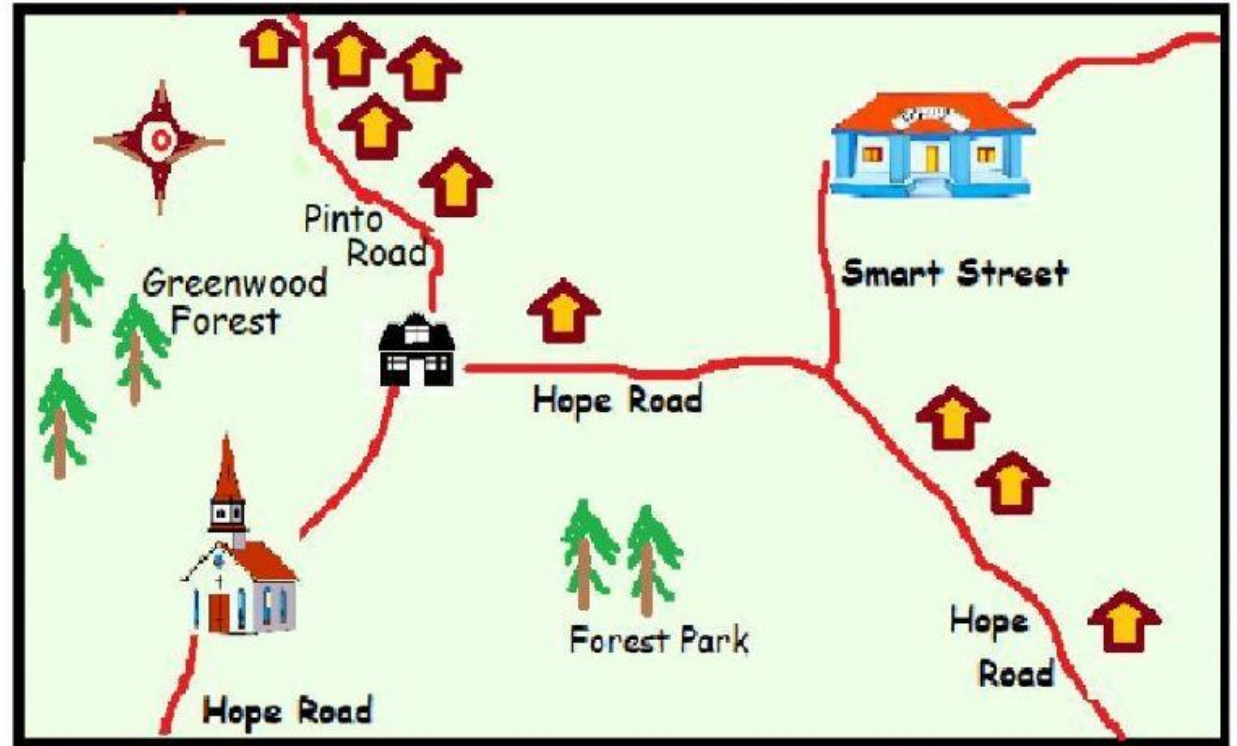 Pinto
Road
Greenwood
Forest
Smart Street
Hope Road
Forest Park
Hope
Road
Hope Road